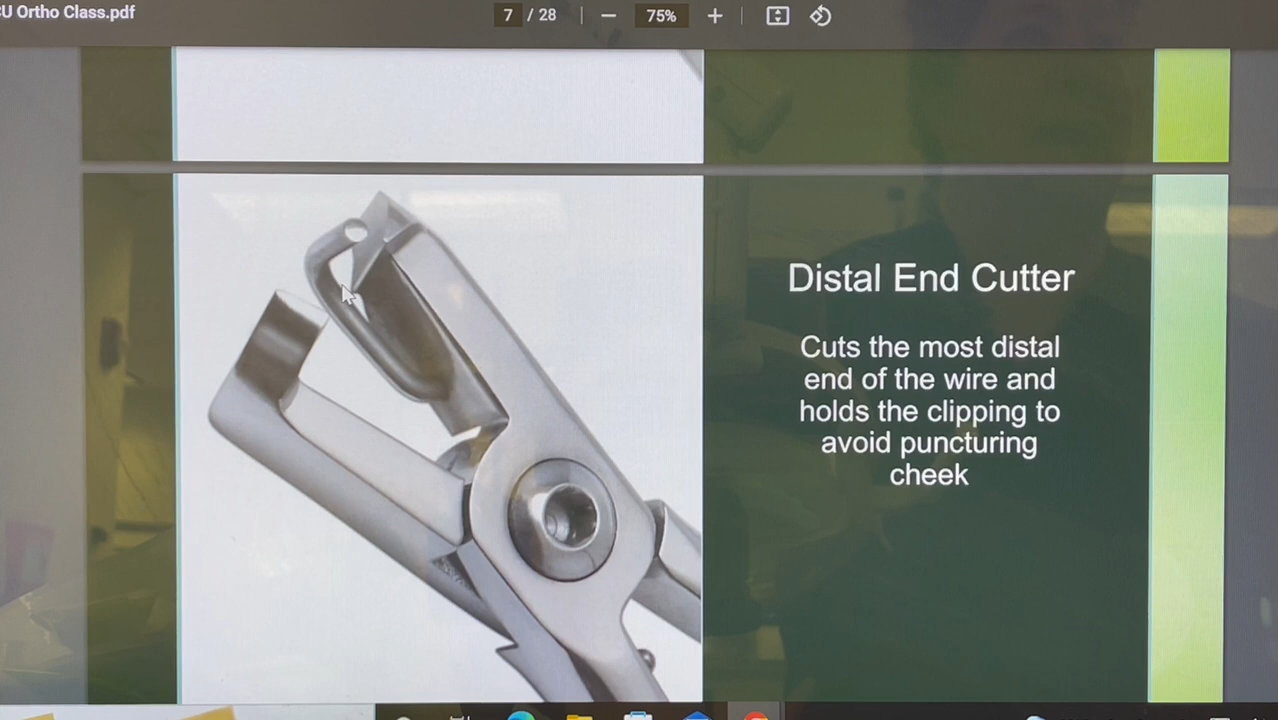 CU Ortho Class.pdf
7 / 28
75%
Distal End Cutter
Cuts the most distal
end of the wire and
holds the clipping to
avoid puncturing
cheek